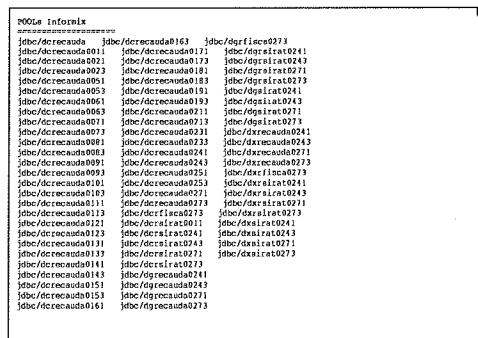 POOLs Informix
===================
jdbc/dcrecauda jdbc/dcrecauda0163 jdbc/dgrfisca0273
jdbc/dcrecauda0011 jdbc/dcrecauda0171 jdbc/dgrsirat0241
jdbc/dcrecauda0021 jdbc/dcrecauda0173 jdbc/dgrsirat0243
jdbc/dcrecauda0023 jdbc/dcrecauda0181 jdbc/dgrsirat0271
jdbc/dcrecauda0051 jdbc/dcrecauda0183 jdbc/dgrsirat0273
jdbc/dcrecauda0053 jdbc/dcrecauda0191 jdbc/dgsirat0241
jdbc/dcrecauda0061 jdbc/dcrecauda0193 jdbc/dgsirat0243
jdbc/dcrecauda0063 jdbc/dcrecauda0211 jdbc/dgsirat0271
jdbc/dcrecauda0071 jdbc/dcrecauda0213 jdbc/dgsirat0273
jdbc/dcrecauda0073 jdbc/dcrecauda0231 jdbc/dxrecauda0241
jdbc/dcrecauda0081 jdbc/dcrecauda0233 jdbc/dxrecauda0243
jdbc/dcrecauda0083 jdbc/dcrecauda0241 jdbc/dxrecauda0271
jdbc/dcrecauda0091 jdbc/dcrecauda0243 jdbc/dxrecauda0273
jdbc/dcrecauda0093 jdbc/dcrecauda0251 jdbc/dxrfisca0273
jdbc/dcrecauda0101 jdbc/dcrecauda0253 jdbc/dxrsirat0241
jdbc/dcrecauda0103 jdbc/dcrecauda0271 jdbc/dxrsirat0243
jdbc/dcrecauda0111 jdbc/dcrecauda0273 jdbc/dxrsirat0271
jdbc/dcrecauda0113 jdbc/dcrfisca0273 jdbc/dxrsirat0273
jdbc/dcrecauda0121 jdbc/dcrsirat0011 jdbc/dxsirat0241
jdbc/dcrecauda0123 jdbc/dcrsirat0241 jdbc/dxsirat0243
jdbc/dcrecauda0131 jdbc/dcrsirat0243 jdbc/dxsirat0271
jdbc/dcrecauda0133 jdbc/dcrsirat0271 jdbc/dxsirat0273
jdbc/dcrecauda0141 jdbc/dcrsirat0273
jdbc/dcrecauda0143 jdbc/dgrecauda0241
jdbc/dcrecauda0151 jdbc/dgrecauda0243
jdbc/dcrecauda0153 jdbc/dgrecauda0271
jdbc/dcrecauda0161 jdbc/dgrecauda0273